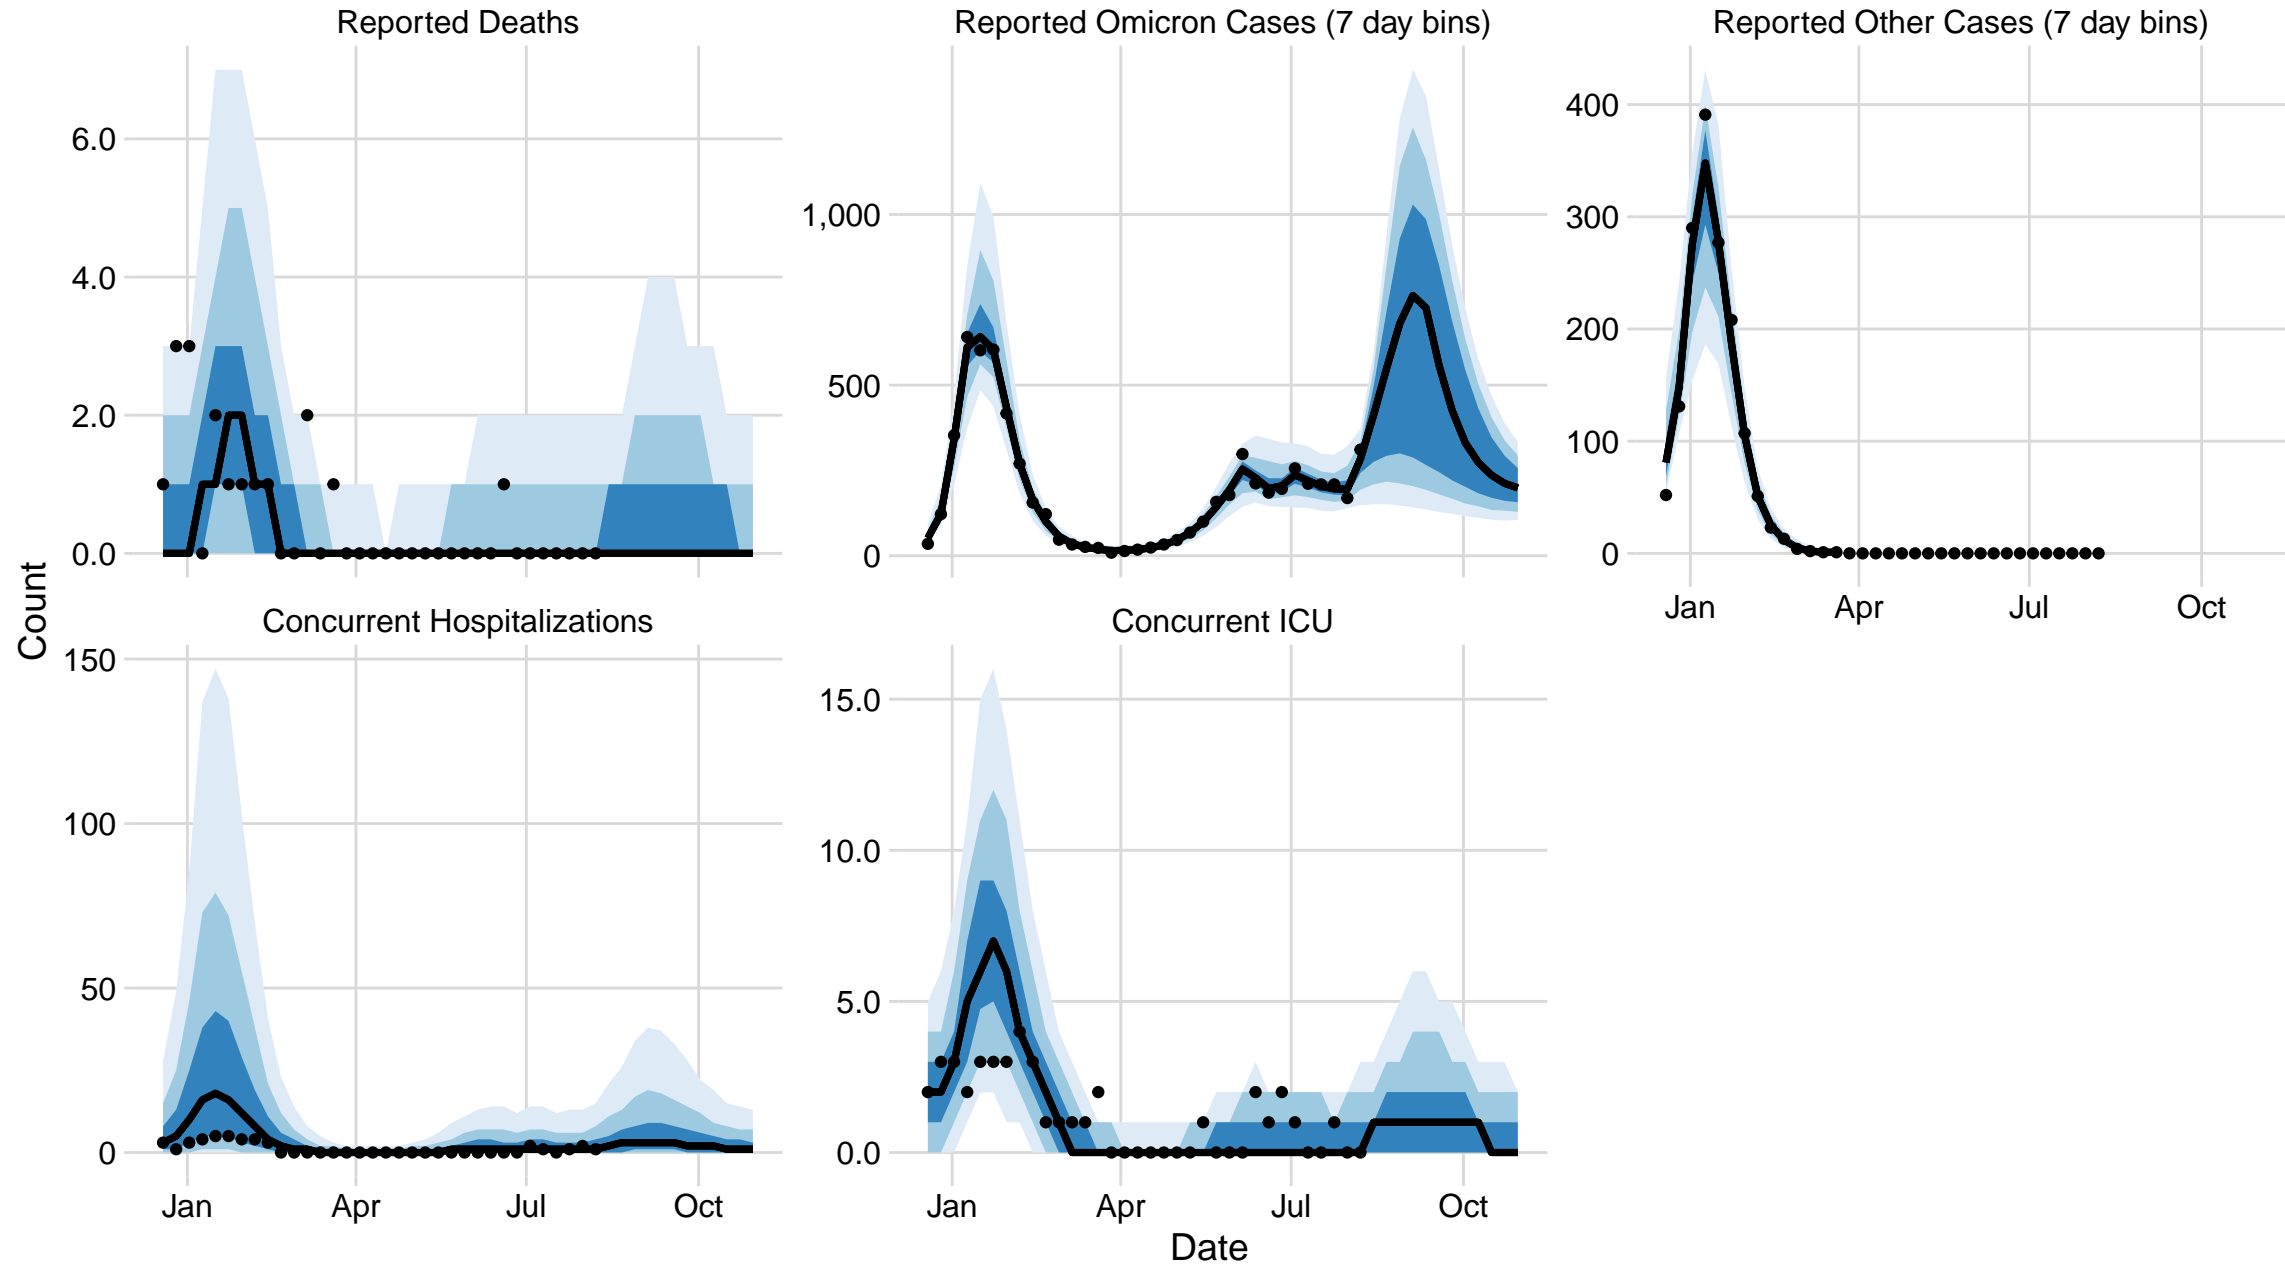 Reported Deaths
Reported Omicron Cases (7 day bins)
Reported Other Cases (7 day bins)
6.0
4.0
2.0
0.0
1,000
500
0
400
300
200
100
0
Jan Apr Jul Oct
Count
Concurrent Hospitalizations
Concurrent ICU
150
100
50
0
15.0
10.0
5.0
0.0
Jan Apr Jul Oct
Jan Apr Jul Oct
Date